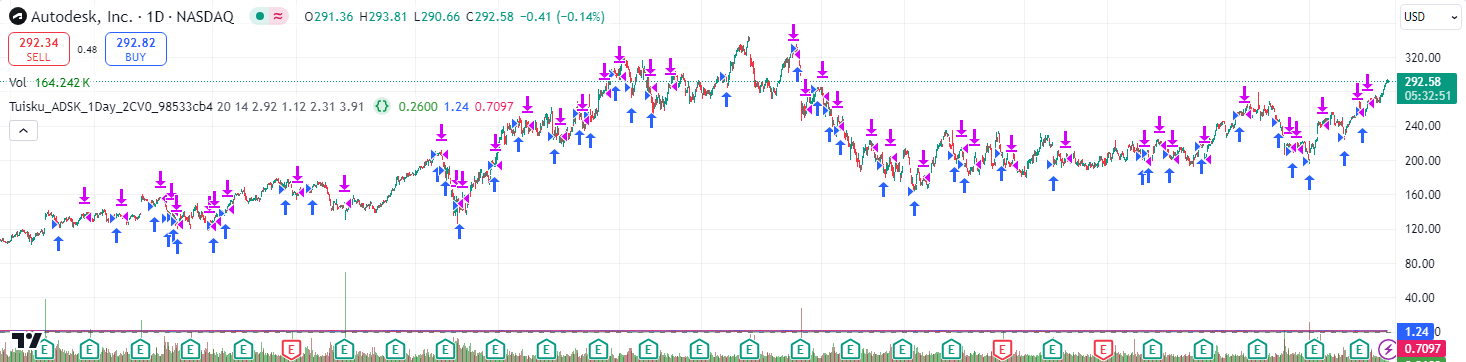 Autodesk, Inc. · 1D · NASDAQ O291.36 H293.81 L290.66 C292.58 −0.41 (−0.14%)
USD
292.34 SELL
0.48
292.82 BUY
Vol 164.242 K
Tuisku_ADSK_1Day_2CV0_98533cb4 20 14 2.92 1.12 2.31 3.91 {} 0.2600 1.24 0.7097
320.00
292.58
05:32:51
240.00
200.00
160.00
120.00
80.00
40.00
1.24
0.7097
E E E E E E E E E E E E E E E E E E E E E E E E E E E E